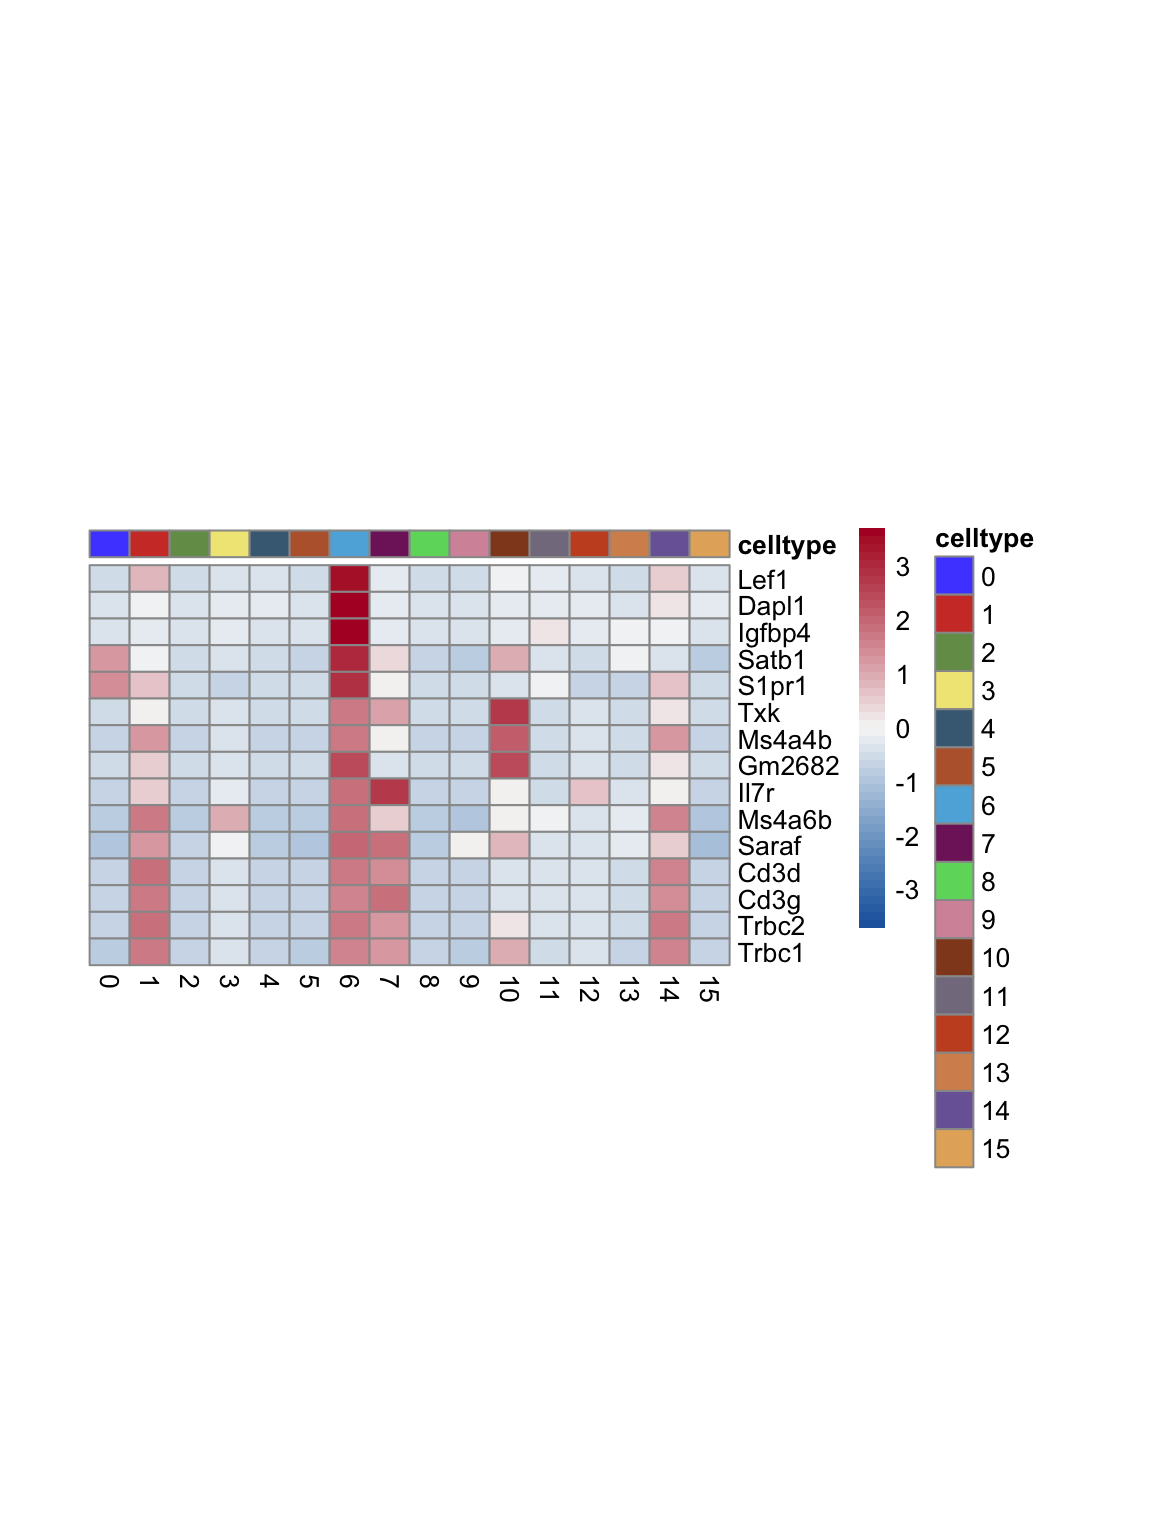 celltype
Lef1
Dapl1
Igfbp4
Satb1
S1pr1
Txk
Ms4a4b
Gm2682
Il7r
Ms4a6b
Saraf
Cd3d
Cd3g
Trbc2
Trbc1
0 1 2 3 4 5 6 7 8 9 10 11 12 13 14 15
3
2
1
0
-1
-2
-3
celltype
0
1
2
3
4
5
6
7
8
9
10
11
12
13
14
15